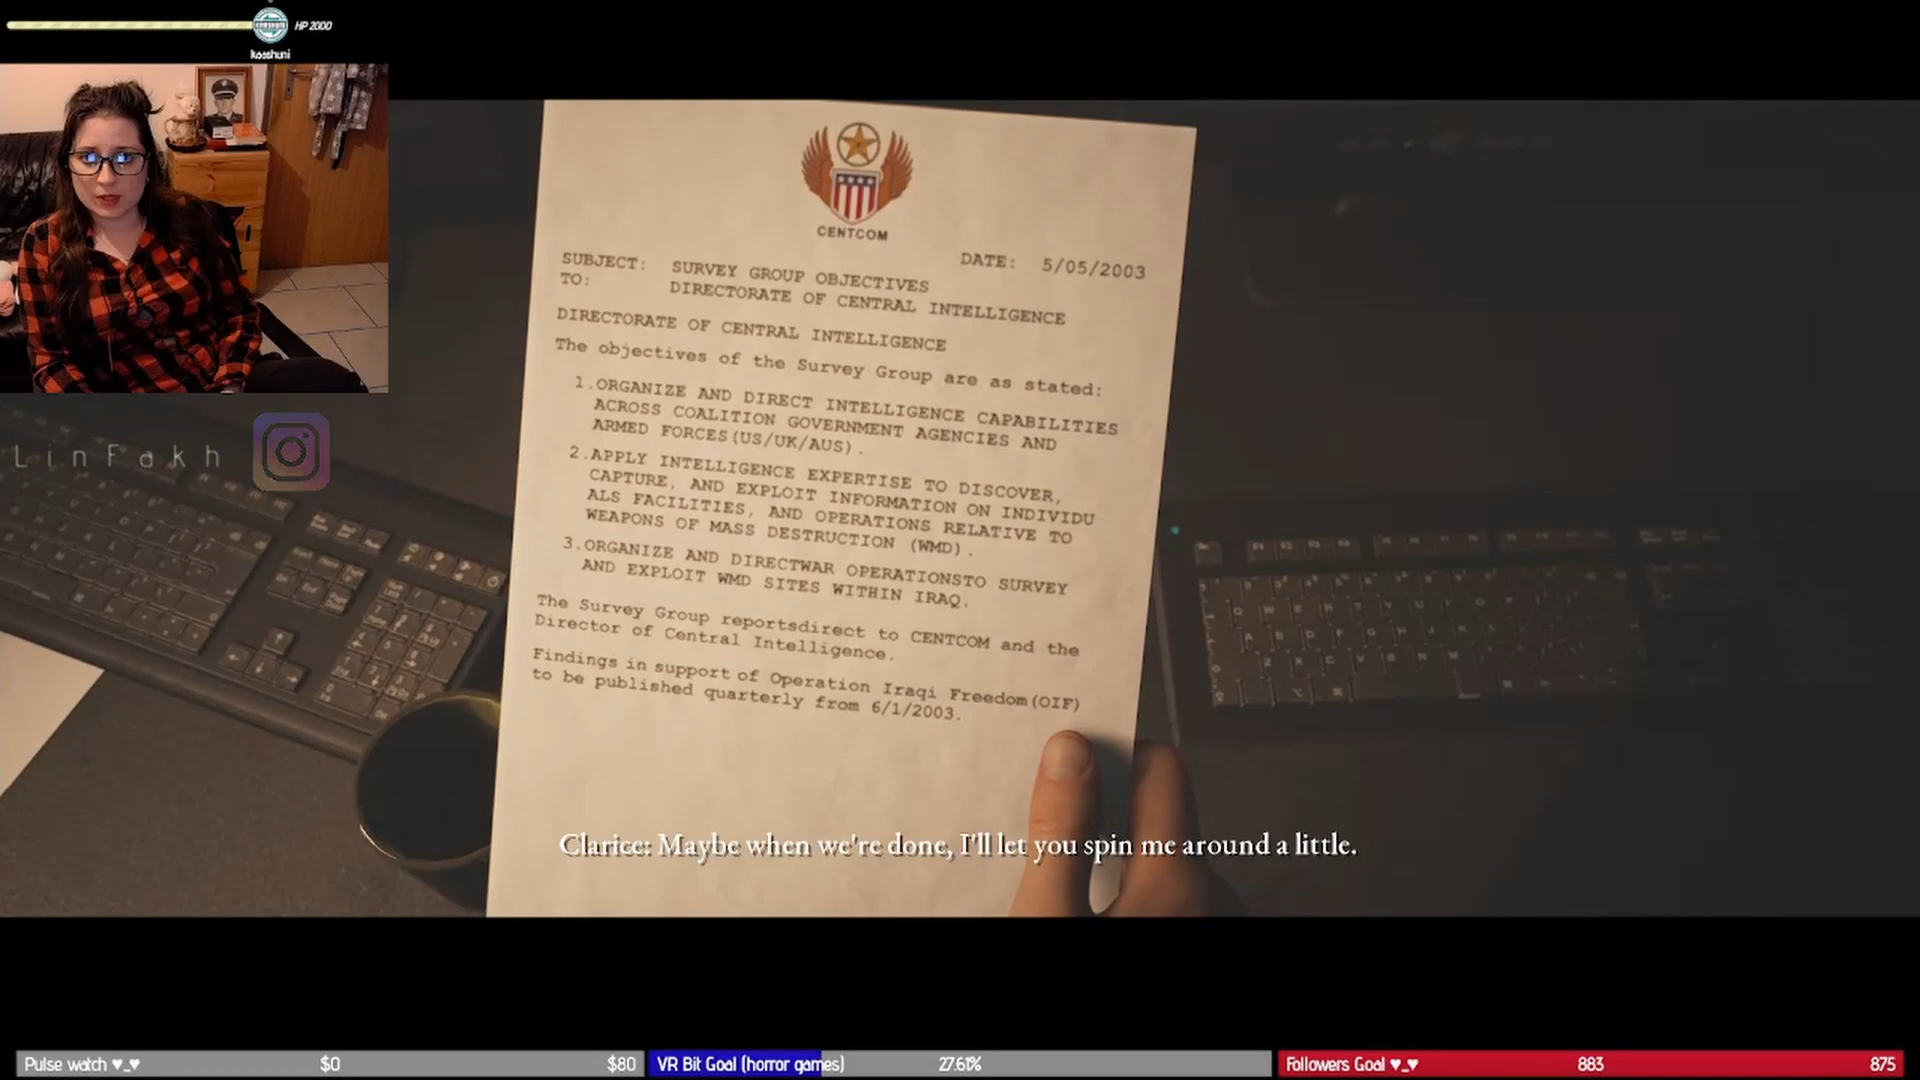 HP 2000
kaashuni
CENTCOM
DATE: 5/05/2003
SUBJECT: SURVEY GROUP OBJECTIVES
TO: DIRECTORATE OF CENTRAL INTELLIGENCE
DIRECTORATE OF CENTRAL INTELLIGENCE
The objectives of the Survey Group are as stated:
1.ORGANIZE AND DIRECT INTELLIGENCE CAPABILITIES
ACROSS COALITION GOVERNMENT AGENCIES AND
ARMED FORCES(US/UK/AUS).
2.APPLY INTELLIGENCE EXPERTISE TO DISCOVER,
CAPTURE, AND EXPLOIT INFORMATION ON INDIVIDU
ALS FACILITIES, AND OPERATIONS RELATIVE TO
WEAPONS OF MASS DESTRUCTION (WMD).
3.ORGANIZE AND DIRECTWAR OPERATIONSTO SURVEY
AND EXPLOIT WMD SITES WITHIN IRAQ.
The Survey Group reportsdirect to CENTCOM and the
Director of Central Intelligence.
Findings in support of Operation Iraqi Freedom(OIF)
to be published quarterly from 6/1/2003.
LinFakh
Clarice: Maybe when we're done, I'll let you spin me around a little.
Pulse watch ♥_♥ $0 $80
VR Bit Goal (horror games) 27.61%
Followers Goal ♥_♥ 883 875